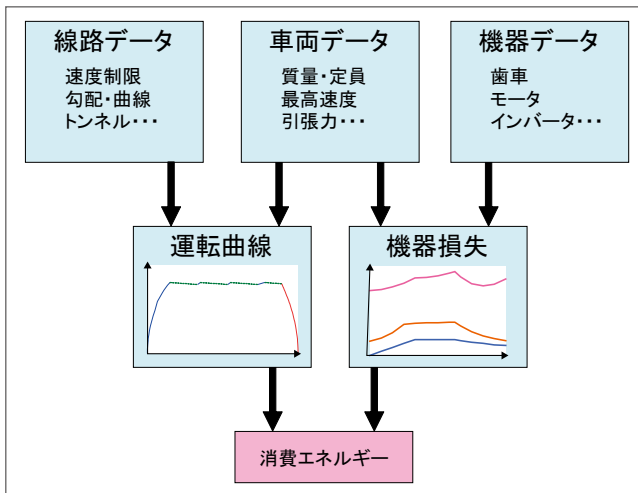 線路データ
速度制限
勾配・曲線
トンネル・・・
車両データ
質量・定員
最高速度
引張力・・・
機器データ
歯車
モータ
インバータ・・・
運転曲線
機器損失
消費エネルギー